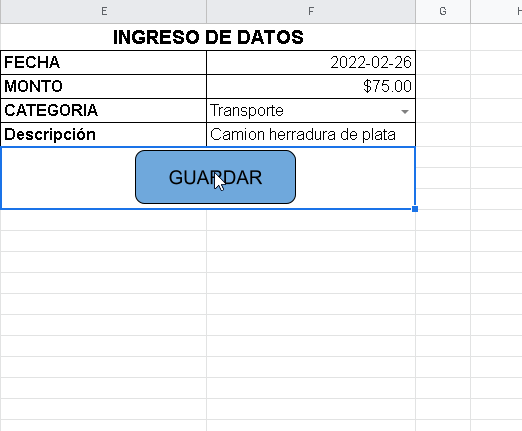 E F G H
INGRESO DE DATOS
FECHA 2022-02-26
MONTO $75.00
CATEGORIA Transporte
Descripción Camion herradura de plata
GUARDAR